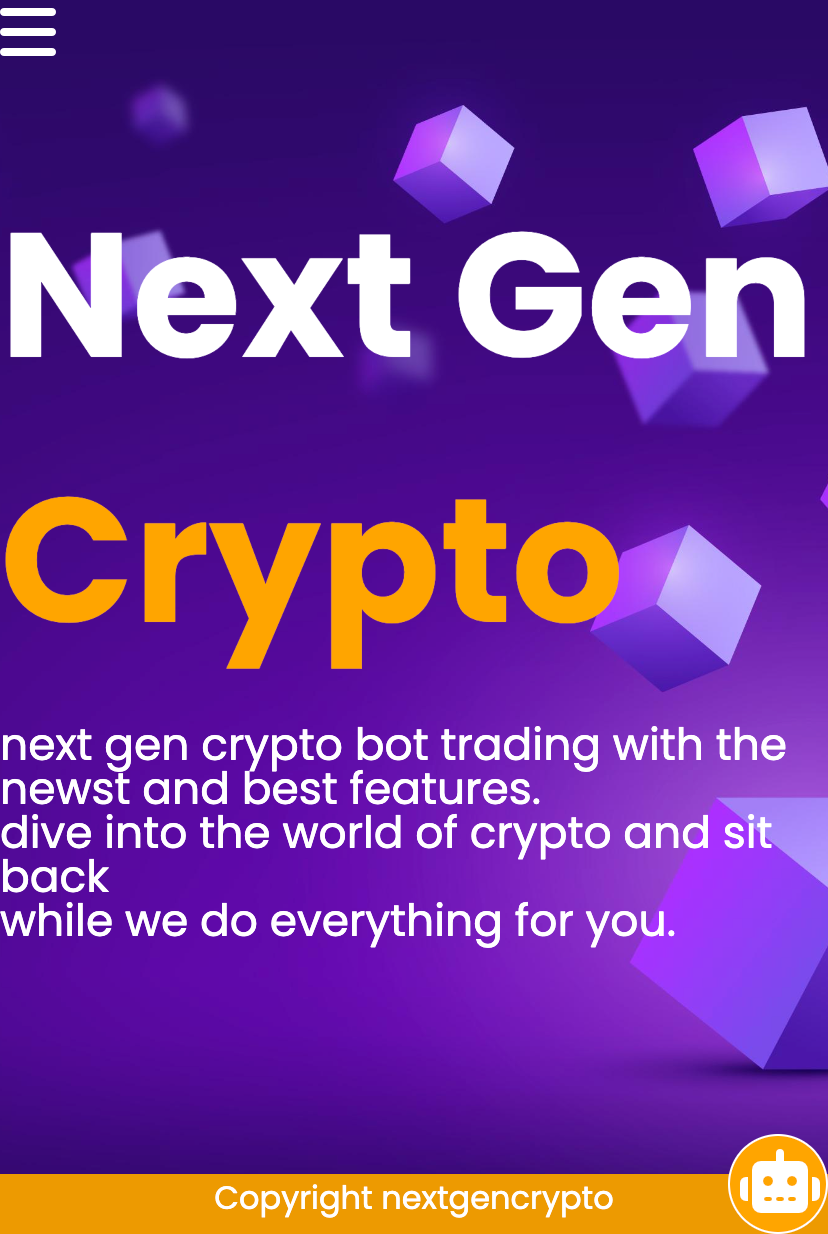 Next Gen
Crypto
next gen crypto bot trading with the
newst and best features.
dive into the world of crypto and sit
back
while we do everything for you.
Copyright nextgencrypto